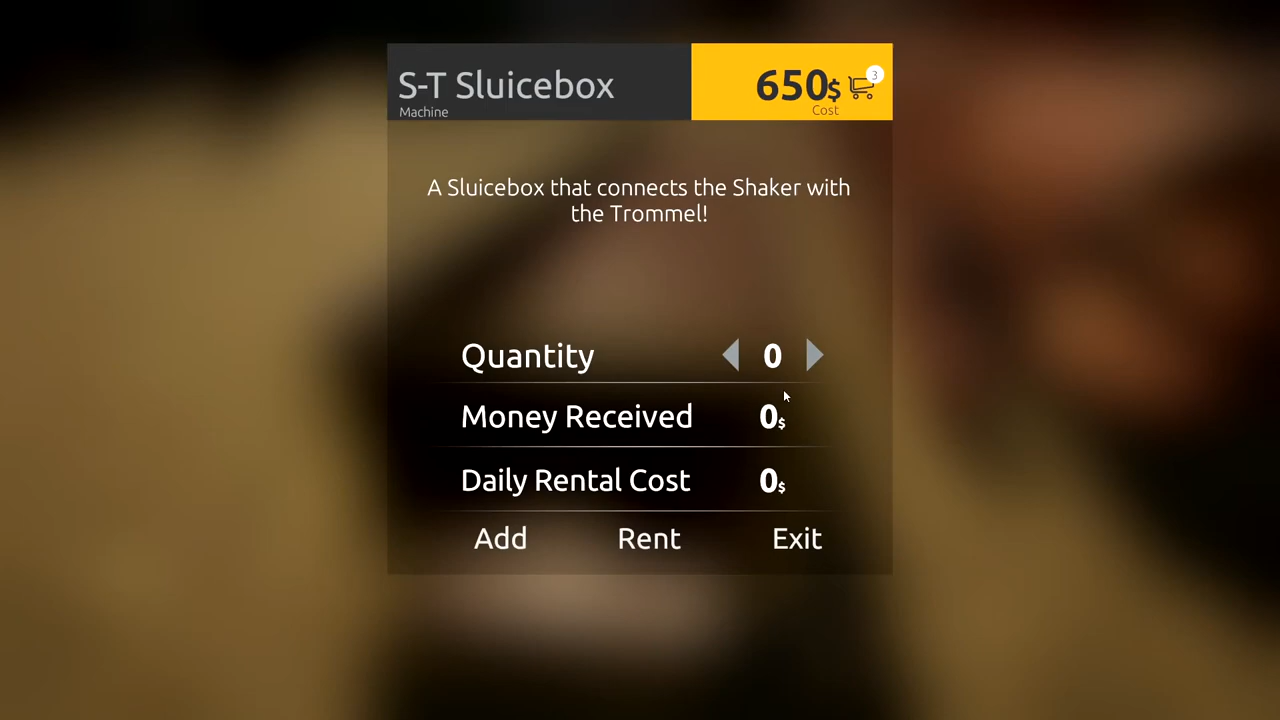 S-T Sluicebox
Machine
650$
3
Cost
A Sluicebox that connects the Shaker with
the Trommel!
Quantity 0
Money Received 0$
Daily Rental Cost 0$
Add Rent Exit